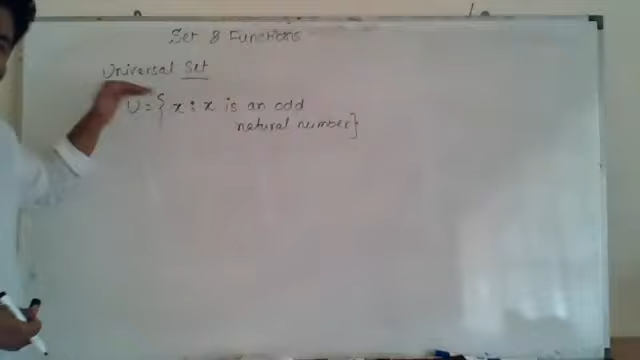 Set & Functions
Universal Set
U = { x : x is an odd
natural number}